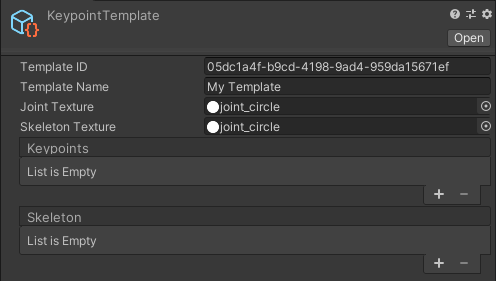 KeypointTemplate
Open
Template ID 05dc1a4f-b9cd-4198-9ad4-959da15671ef
Template Name My Template
Joint Texture joint_circle
Skeleton Texture joint_circle
Keypoints
List is Empty
+ −
Skeleton
List is Empty
+ −